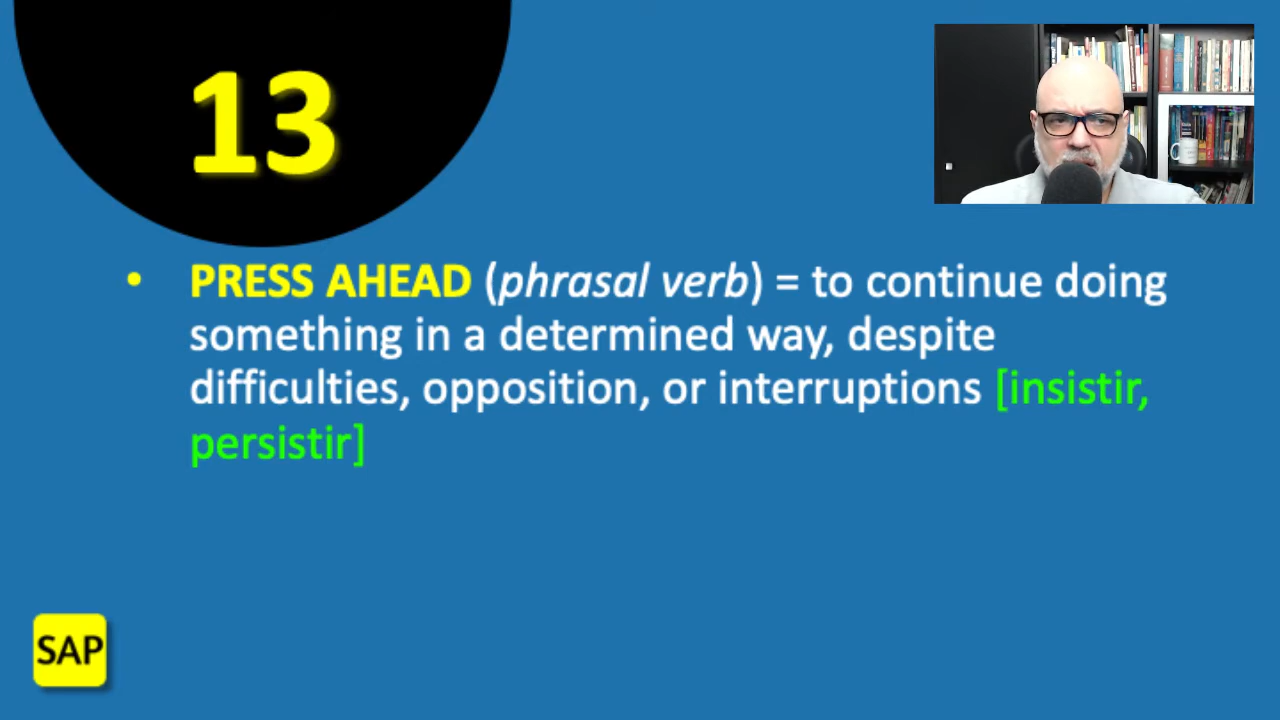 13
• PRESS AHEAD (phrasal verb) = to continue doing
something in a determined way, despite
difficulties, opposition, or interruptions [insistir,
persistir]
SAP